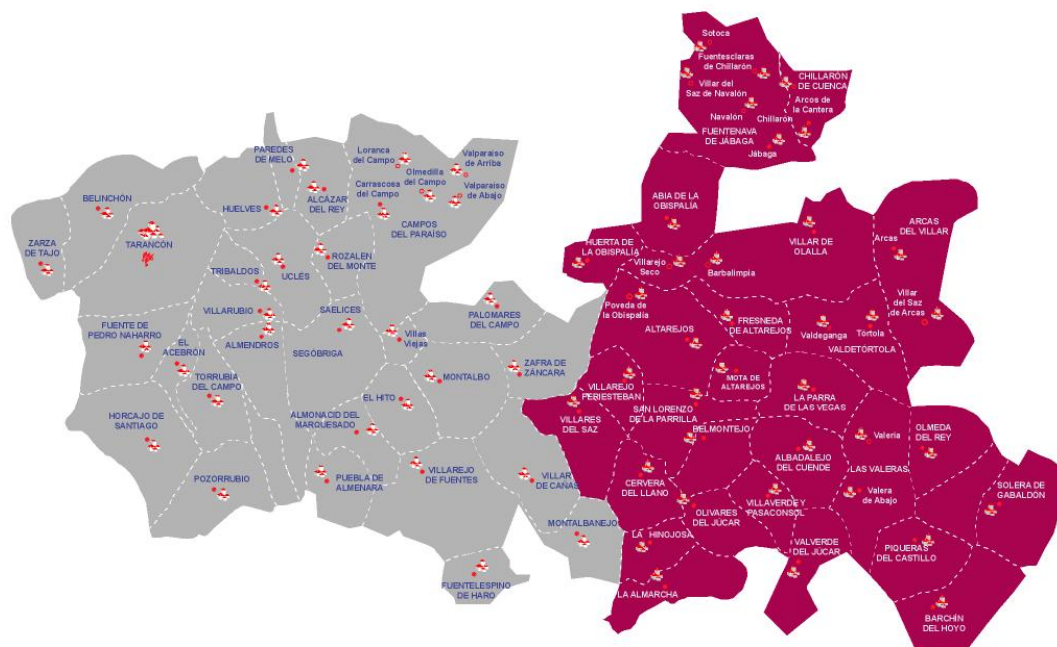 Sotoca
Fuentesclaras
de Chillarón
Villar del
Saz de Navalón
CHILLARÓN
DE CUENCA
Arcos de
la Cantera
Navalón
Chillarón
FUENTENAVA
DE JÁBAGA
Jábaga
PAREDES
DE MELO
Loranca
del Campo
Valparaiso
de Arriba
Olmedilla
del Campo
Carrascosa
del Campo
Valparaiso
de Abajo
ALCÁZAR
DEL REY
BELINCHÓN
HUELVES
CAMPOS
DEL PARAÍSO
ABIA DE LA
OBISPALÍA
ZARZA
DE TAJO
TARANCÓN
ROZALEN
DEL MONTE
HUERTA DE
LA OBISPALÍA
VILLAR DE
OLALLA
ARCAS
DEL VILLAR
Arcas
TRIBALDOS
UCLÉS
Villarejo
Seco
Barbalimpia
VILLARUBIO
SAELICES
PALOMARES
DEL CAMPO
Poveda de
la Obispalía
Villar
del Saz
de Arcas
FUENTE DE
PEDRO NAHARRO
EL
ACEBRÓN
ALMENDROS
SEGÓBRIGA
Villas
Viejas
ALTAREJOS
FRESNEDA
DE ALTAREJOS
Valdeganga
Tórtola
VALDETÓRTOLA
TORRUBIA
DEL CAMPO
ZAFRA DE
ZÁNCARA
MONTALBO
MOTA DE
ALTAREJOS
VILLAREJO
PERIESTEBAN
LA PARRA
DE LAS VEGAS
HORCAJO DE
SANTIAGO
ALMONACID DEL
MARQUESADO
EL HITO
VILLARES
DEL SAZ
SAN LORENZO
DE LA PARRILLA
BELMONTEJO
Valeria
OLMEDA
DEL REY
ALBADALEJO
DEL CUENDE
LAS VALERAS
POZORRUBIO
PUEBLA DE
ALMENARA
VILLAREJO
DE FUENTES
VILLAR
DE CAÑAS
CERVERA
DEL LLANO
SOLERA DE
GABALDÓN
VILLAVERDE Y
PASACONSOL
Valera
de Abajo
OLIVARES
DEL JÚCAR
MONTALBANEJO
LA HINOJOSA
VALVERDE
DEL JÚCAR
PIQUERAS
DEL CASTILLO
FUENTELESPINO
DE HARO
LA ALMARCHA
BARCHÍN
DEL HOYO